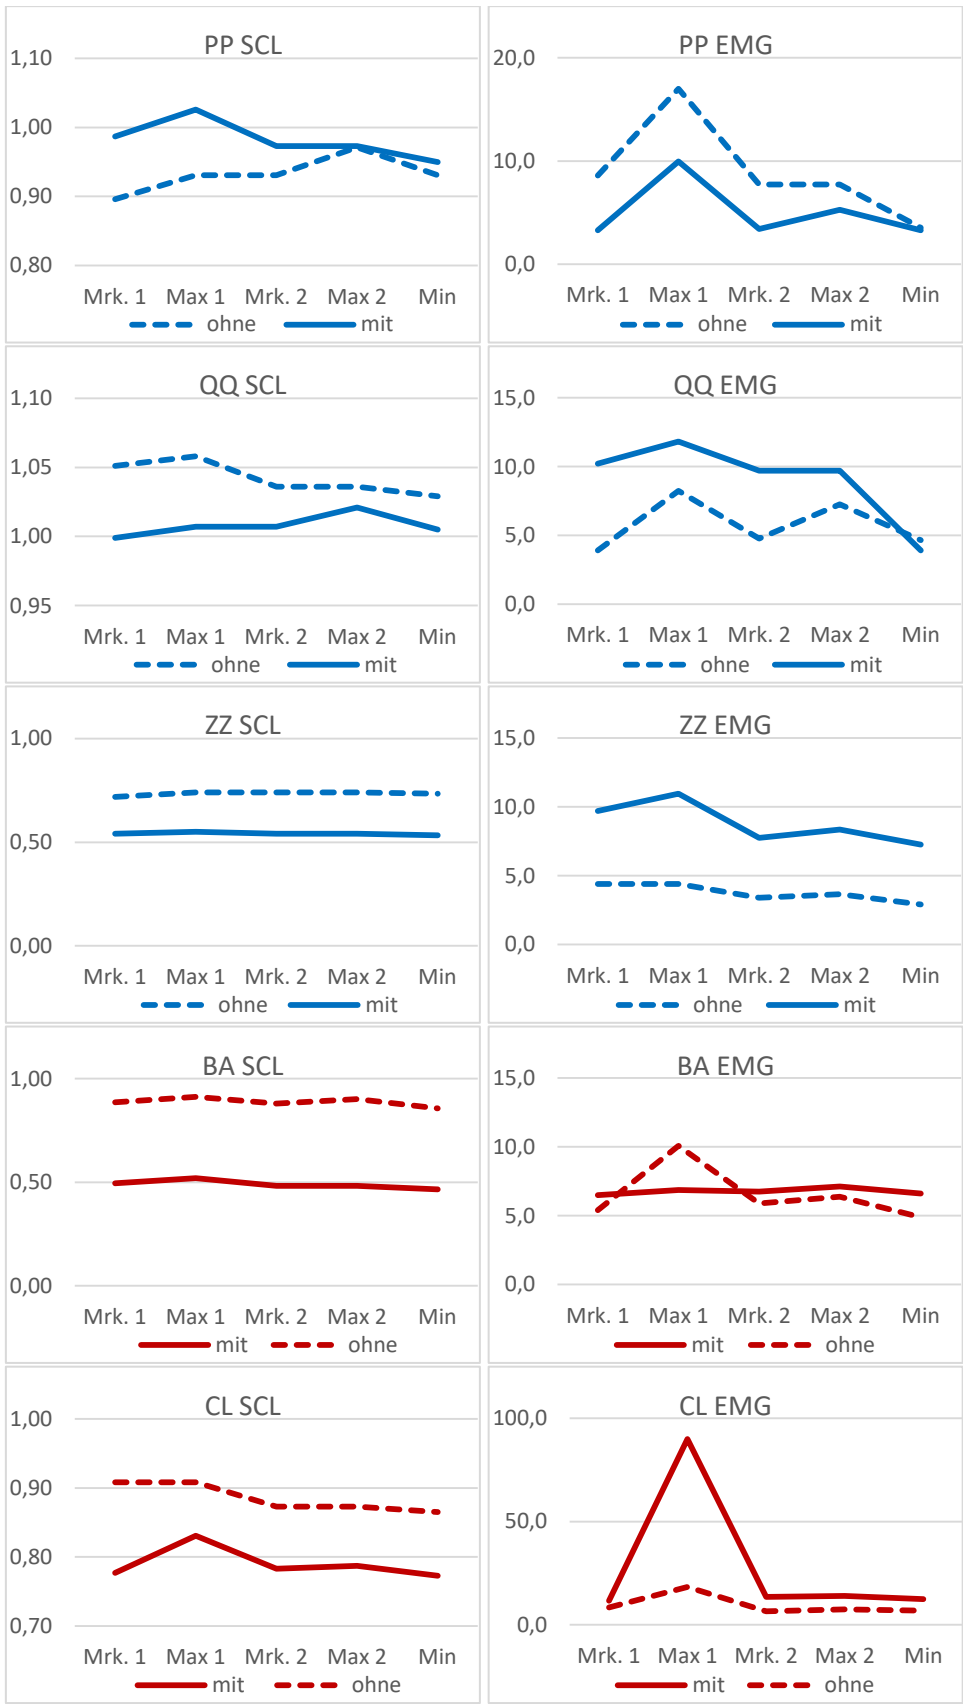 PP SCL
1,10
1,00
0,90
0,80
Mrk. 1 Max 1 Mrk. 2 Max 2 Min
ohne mit
PP EMG
20,0
10,0
0,0
Mrk. 1 Max 1 Mrk. 2 Max 2 Min
ohne mit
QQ SCL
1,10
1,05
1,00
0,95
Mrk. 1 Max 1 Mrk. 2 Max 2 Min
ohne mit
QQ EMG
15,0
10,0
5,0
0,0
Mrk. 1 Max 1 Mrk. 2 Max 2 Min
ohne mit
ZZ SCL
1,00
0,50
0,00
Mrk. 1 Max 1 Mrk. 2 Max 2 Min
ohne mit
ZZ EMG
15,0
10,0
5,0
0,0
Mrk. 1 Max 1 Mrk. 2 Max 2 Min
ohne mit
BA SCL
1,00
0,50
0,00
Mrk. 1 Max 1 Mrk. 2 Max 2 Min
mit ohne
BA EMG
15,0
10,0
5,0
0,0
Mrk. 1 Max 1 Mrk. 2 Max 2 Min
mit ohne
CL SCL
1,00
0,90
0,80
0,70
Mrk. 1 Max 1 Mrk. 2 Max 2 Min
mit ohne
CL EMG
100,0
50,0
0,0
Mrk. 1 Max 1 Mrk. 2 Max 2 Min
mit ohne